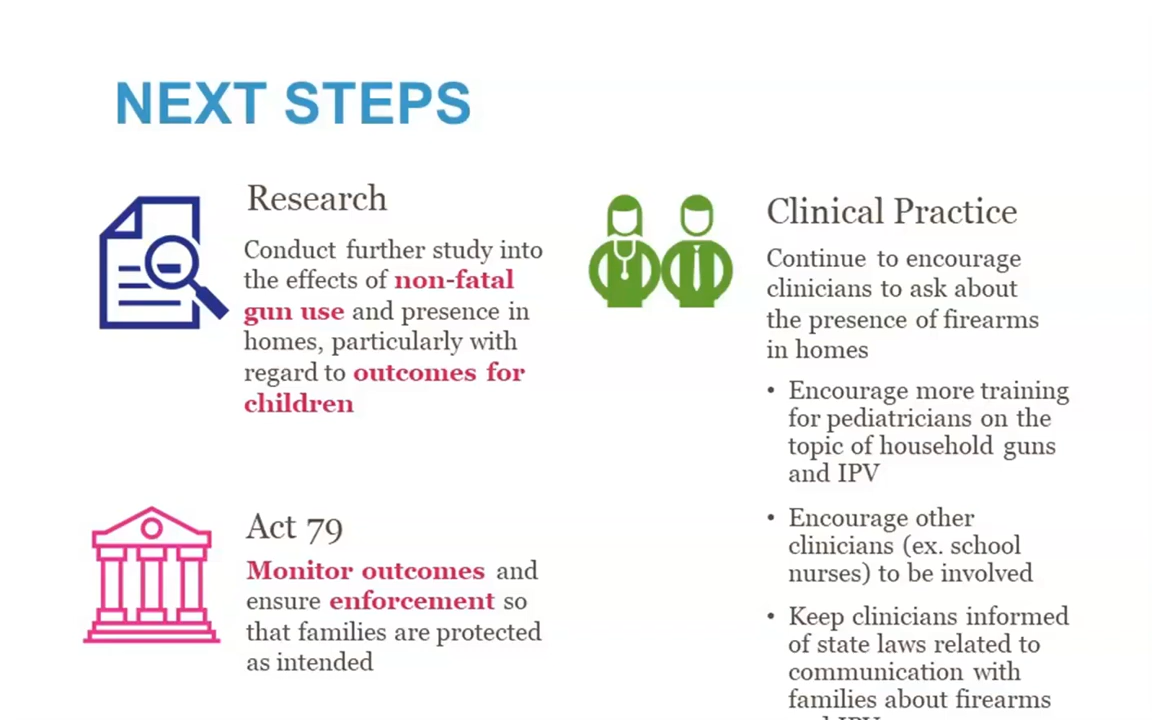 NEXT STEPS
Research
Conduct further study into
the effects of non-fatal
gun use and presence in
homes, particularly with
regard to outcomes for
children
Act 79
Monitor outcomes and
ensure enforcement so
that families are protected
as intended
Clinical Practice
Continue to encourage
clinicians to ask about
the presence of firearms
in homes
• Encourage more training
for pediatricians on the
topic of household guns
and IPV
• Encourage other
clinicians (ex. school
nurses) to be involved
• Keep clinicians informed
of state laws related to
communication with
families about firearms
and IPV